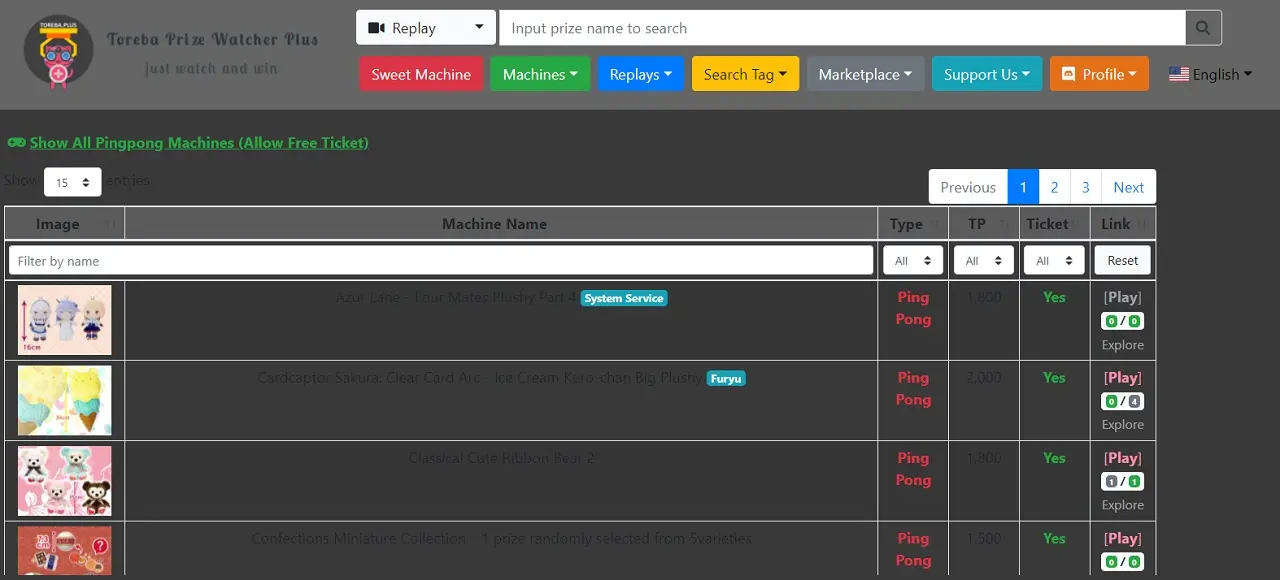 TOREBA.PLUS
Toreba Prize Watcher Plus
just watch and win
Replay
Input prize name to search
Sweet Machine Machines Replays Search Tag Marketplace Support Us Profile English
Show All Pingpong Machines (Allow Free Ticket)
Show 15 entries
Previous 1 2 3 Next
Image Machine Name Type TP Ticket Link
Filter by name All All All Reset
Azur Lane - Four Mates Plushy Part 4 System Service Ping Pong 1,800 Yes [Play]
0 / 0
Explore
16cm
Cardcaptor Sakura: Clear Card Arc - Ice Cream Kero-chan Big Plushy Furyu Ping Pong 2,000 Yes [Play]
0 / 4
Explore
Classical Cute Ribbon Bear 2 Ping Pong 1,800 Yes [Play]
1 / 1
Explore
Confections Miniature Collection - 1 prize randomly selected from 5varieties Ping Pong 1,500 Yes [Play]
0 / 0